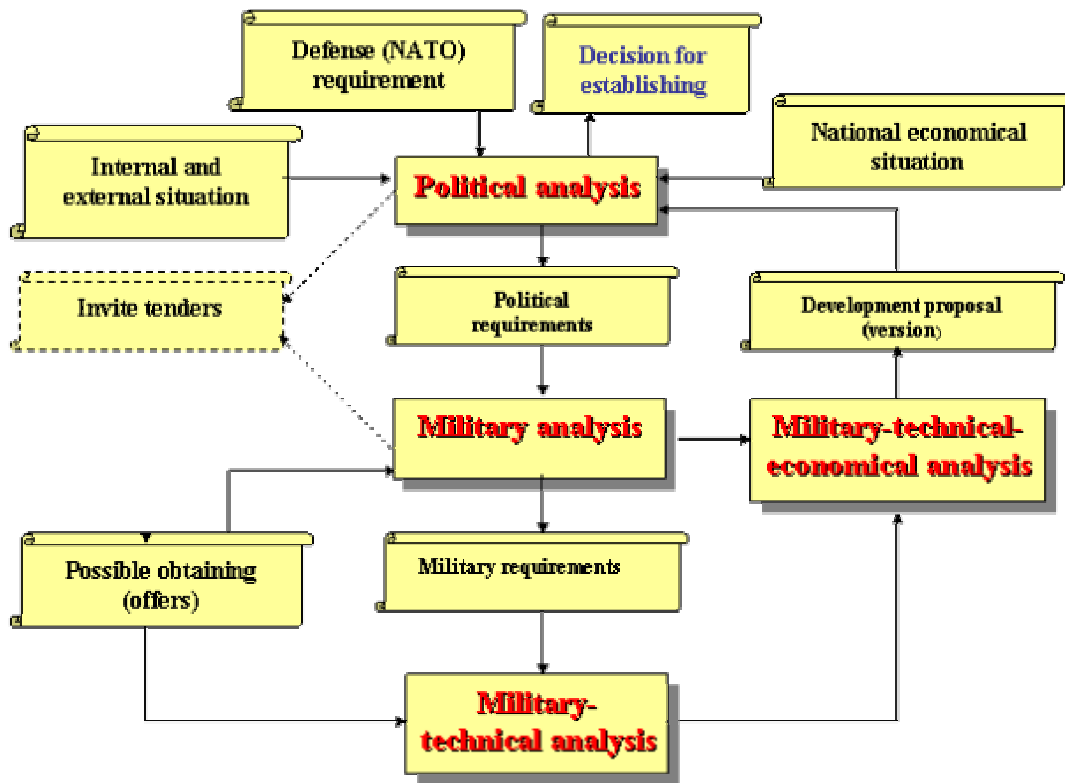 Defense (NATO)
requirement
Decision for
establishing
National economical
situation
Internal and
external situation
Political analysis
Invite tenders
Political
requirements
Development proposal
(version)
Military analysis
Military-technical-
economical analysis
Possible obtaining
(offers)
Military requirements
Military-
technical analysis